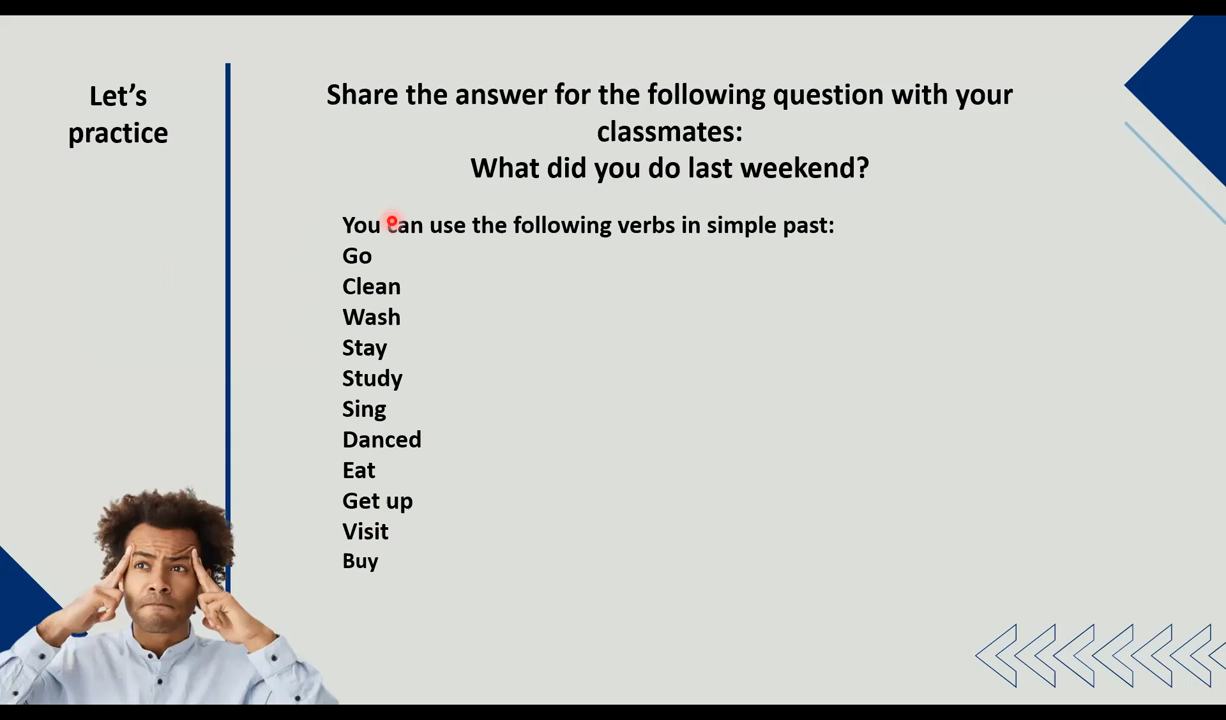 Let’s
practice
Share the answer for the following question with your
classmates:
What did you do last weekend?
You can use the following verbs in simple past:
Go
Clean
Wash
Stay
Study
Sing
Danced
Eat
Get up
Visit
Buy